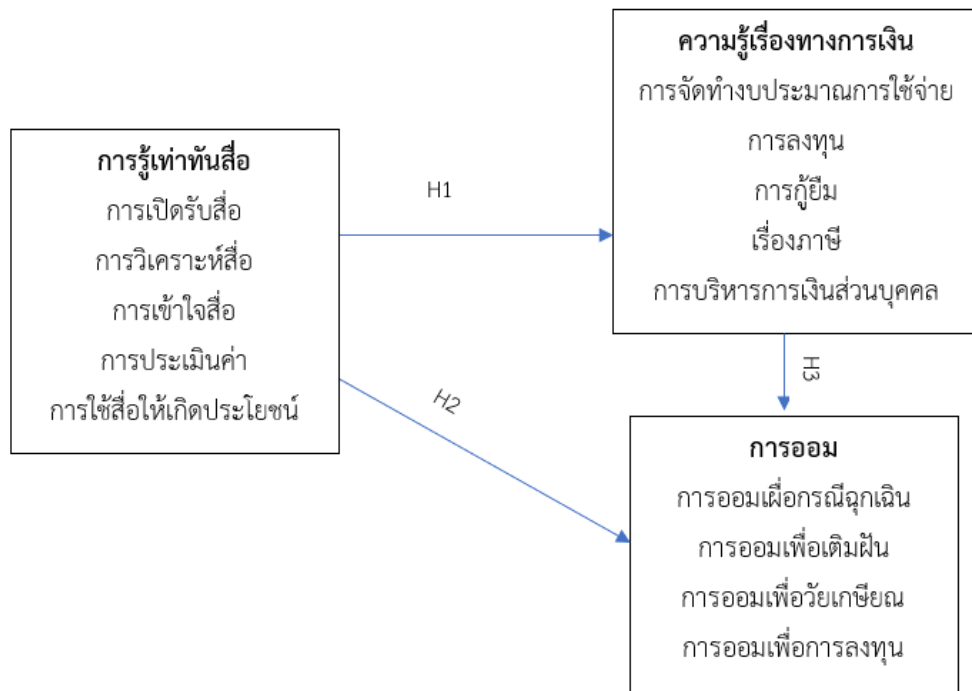 ความรู้เรื่องทางการเงิน
การจัดทำงบประมาณการใช้จ่าย
การลงทุน
การกู้ยืม
เรื่องภาษี
การบริหารการเงินส่วนบุคคล
การรู้เท่าทันสื่อ
การเปิดรับสื่อ
การวิเคราะห์สื่อ
การเข้าใจสื่อ
การประเมินค่า
การใช้สื่อให้เกิดประโยชน์
H1
H2
H3
การออม
การออมเผื่อกรณีฉุกเฉิน
การออมเพื่อเติมฝัน
การออมเพื่อวัยเกษียณ
การออมเพื่อการลงทุน